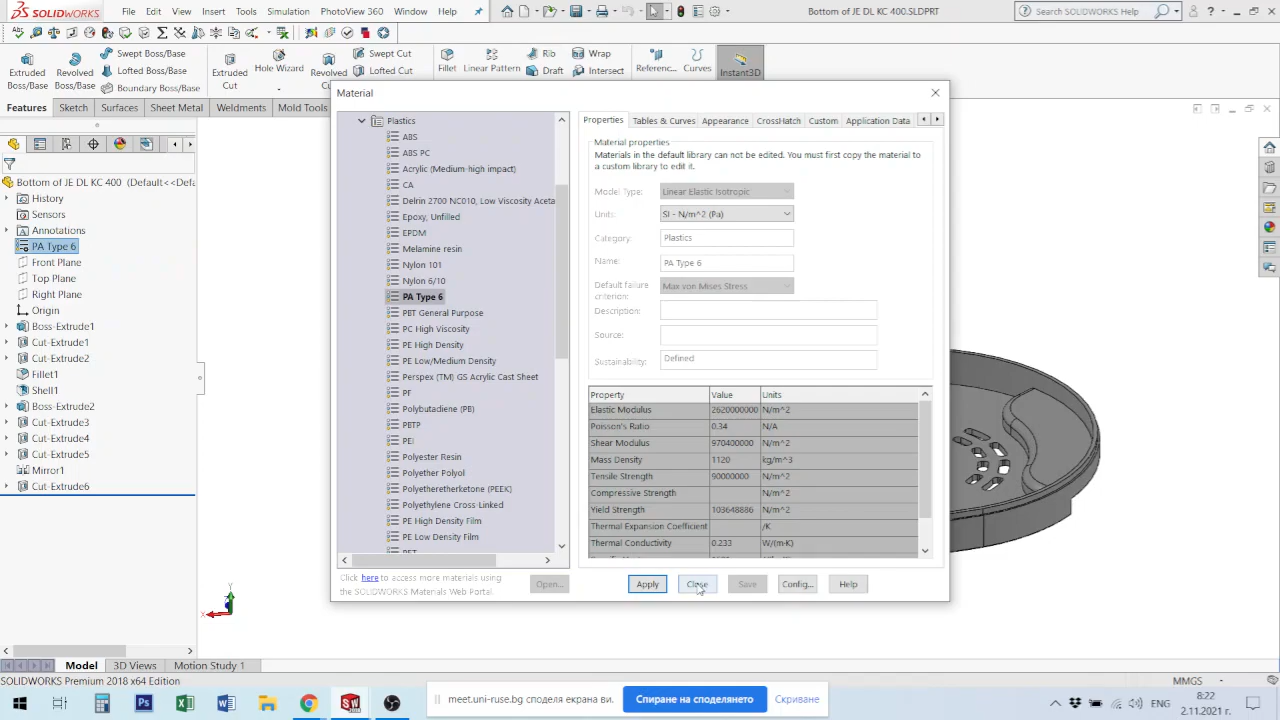 SOLIDWORKS File Edit View Insert Tools Simulation PhotoView 360 Window Help Bottom of JE DL KC 400.SLDPRT Search SOLIDWORKS Help
Extruded Boss/Base
Revolved Boss/Base
Swept Boss/Base
Lofted Boss/Base
Boundary Boss/Base
Extruded Cut
Hole Wizard
Revolved Cut
Swept Cut
Lofted Cut
Fillet
Linear Pattern
Rib
Draft
Wrap
Intersect
Referenc...
Curves
Instant3D
Features Sketch Surfaces Sheet Metal Weldments Mold Tools
Bottom of JE DL KC 400 (Default<<Defa
History
Sensors
Annotations
PA Type 6
Front Plane
Top Plane
Right Plane
Origin
Boss-Extrude1
Cut-Extrude1
Cut-Extrude2
Fillet1
Shell1
Boss-Extrude2
Cut-Extrude3
Cut-Extrude4
Cut-Extrude5
Mirror1
Cut-Extrude6
Material
Plastics
ABS
ABS PC
Acrylic (Medium-high impact)
CA
Delrin 2700 NC010, Low Viscosity Aceta
Epoxy, Unfilled
EPDM
Melamine resin
Nylon 101
Nylon 6/10
PA Type 6
PBT General Purpose
PC High Viscosity
PE High Density
PE Low/Medium Density
Perspex (TM) GS Acrylic Cast Sheet
PF
Polybutadiene (PB)
PBTP
PEI
Polyester Resin
Polyether Polyol
Polyetheretherketone (PEEK)
Polyethylene Cross-Linked
PE High Density Film
PE Low Density Film
PET
Properties Tables & Curves Appearance CrossHatch Custom Application Data
Material properties
Materials in the default library can not be edited. You must first copy the material to
a custom library to edit it.
Model Type: Linear Elastic Isotropic
Units: SI - N/m^2 (Pa)
Category: Plastics
Name: PA Type 6
Default failure criterion: Max von Mises Stress
Description:
Source:
Sustainability: Defined
Property Value Units
Elastic Modulus 2620000000 N/m^2
Poisson's Ratio 0.34 N/A
Shear Modulus 970400000 N/m^2
Mass Density 1120 kg/m^3
Tensile Strength 90000000 N/m^2
Compressive Strength N/m^2
Yield Strength 103648886 N/m^2
Thermal Expansion Coefficient /K
Thermal Conductivity 0.233 W/(m·K)
Click here to access more materials using
the SOLIDWORKS Materials Web Portal.
Open... Apply Close Save Config... Help
Y
X
Model 3D Views Motion Study 1
SOLIDWORKS Premium 2018 x64 Edition MMGS
meet.uni-ruse.bg споделя екрана ви. Спиране на споделянето Скриване
ENG
8:22
2.11.2021 г.